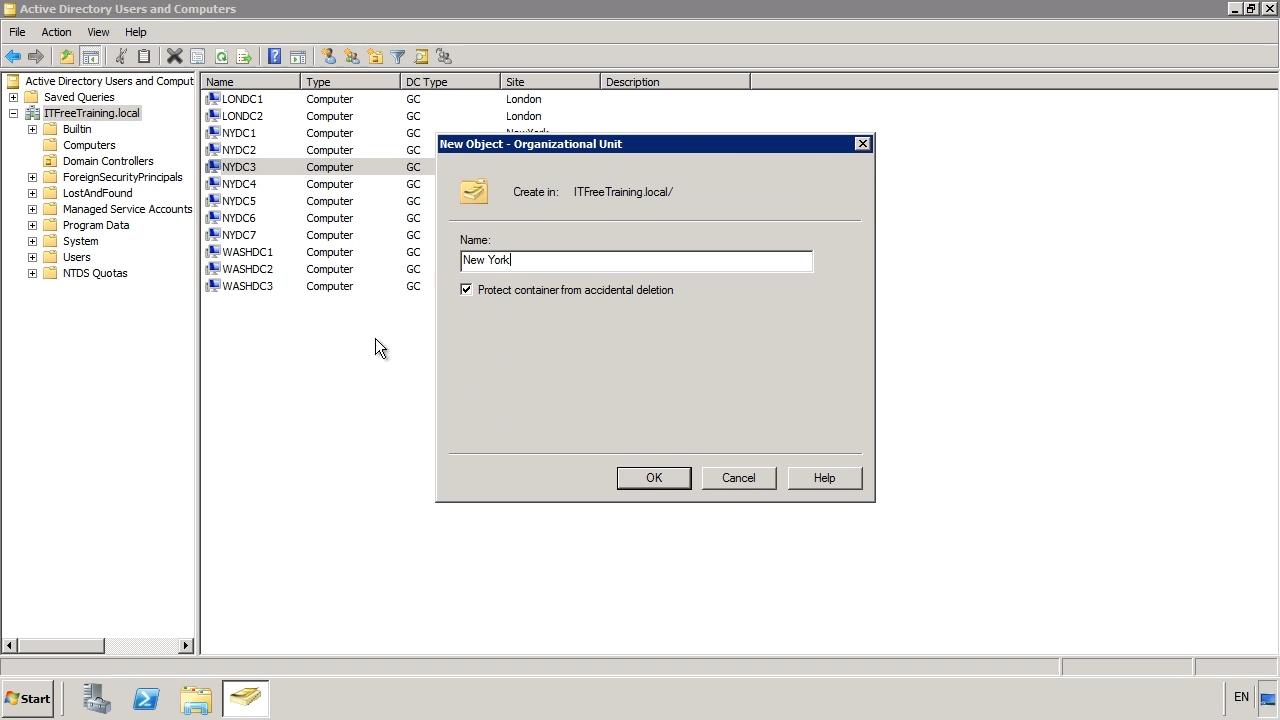 Active Directory Users and Computers
File Action View Help
Active Directory Users and Comput
Saved Queries
ITFreeTraining.local
Builtin
Computers
Domain Controllers
ForeignSecurityPrincipals
LostAndFound
Managed Service Accounts
Program Data
System
Users
NTDS Quotas
Name Type DC Type Site Description
LONDC1 Computer GC London
LONDC2 Computer GC London
NYDC1 Computer GC NewYork
NYDC2 Computer GC
NYDC3 Computer GC
NYDC4 Computer GC
NYDC5 Computer GC
NYDC6 Computer GC
NYDC7 Computer GC
WASHDC1 Computer GC
WASHDC2 Computer GC
WASHDC3 Computer GC
New Object - Organizational Unit
Create in: ITFreeTraining.local/
Name:
New York
Protect container from accidental deletion
OK Cancel Help
Start
EN